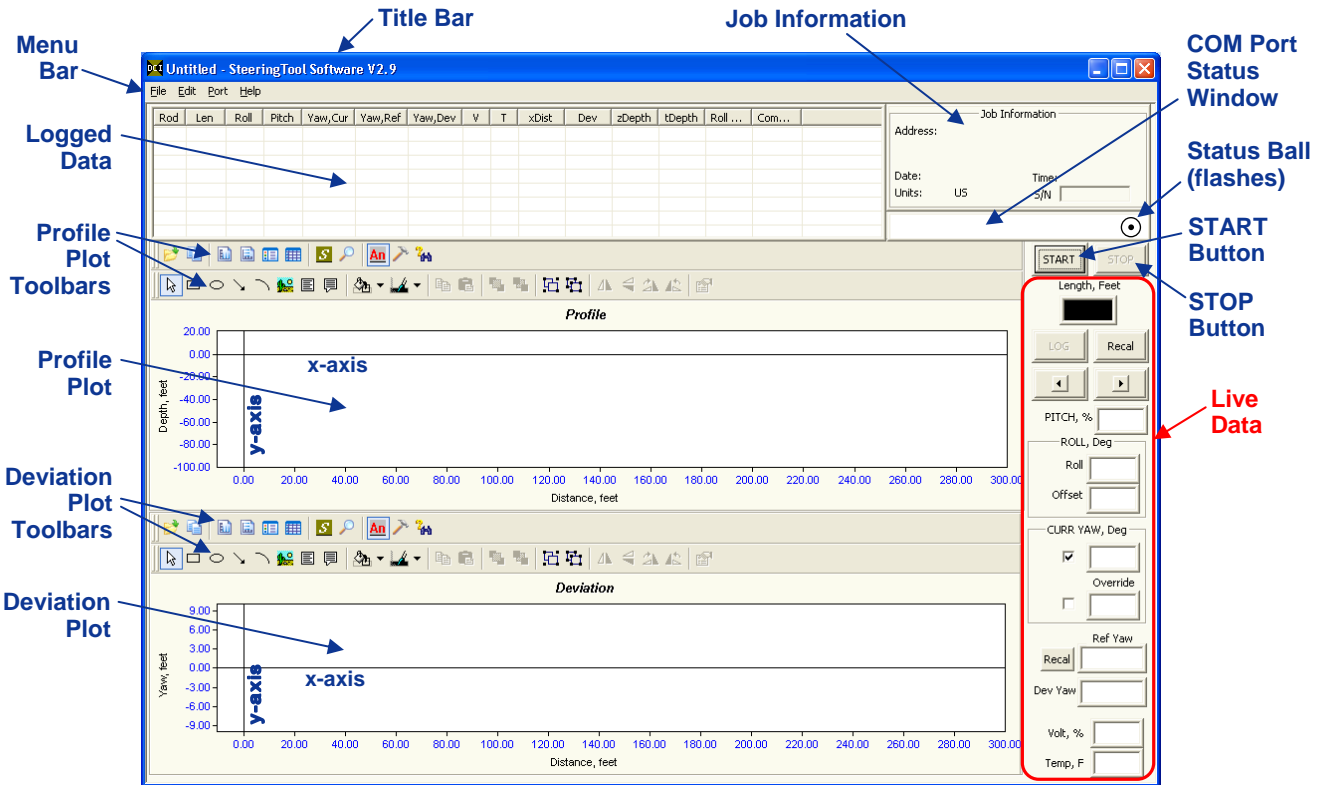 Title Bar
Job Information
Menu
Bar
COM Port
Status
Window
DCI Untitled - SteeringTool Software V2.9
File Edit Port Help
Rod Len Roll Pitch Yaw,Cur Yaw,Ref Yaw,Dev V T xDist Dev zDepth tDepth Roll ... Com...
Job Information
Address:
Date: Time:
Units: US S/N
Logged
Data
Status Ball
(flashes)
Profile
Plot
Toolbars
S An
START STOP
START
Button
STOP
Button
Length, Feet
LOG Recal
Profile
20.00
0.00
-20.00
-40.00
-60.00
-80.00
-100.00
Depth, feet
x-axis
y-axis
0.00 20.00 40.00 60.00 80.00 100.00 120.00 140.00 160.00 180.00 200.00 220.00 240.00 260.00 280.00 300.00
Distance, feet
Profile
Plot
PITCH, %
ROLL, Deg
Roll
Offset
Live
Data
Deviation
Plot
Toolbars
S An
CURR YAW, Deg
Override
Deviation
9.00
6.00
3.00
0.00
-3.00
-6.00
-9.00
Yaw, feet
x-axis
y-axis
0.00 20.00 40.00 60.00 80.00 100.00 120.00 140.00 160.00 180.00 200.00 220.00 240.00 260.00 280.00 300.00
Distance, feet
Deviation
Plot
Ref Yaw
Recal
Dev Yaw
Volt, %
Temp, F